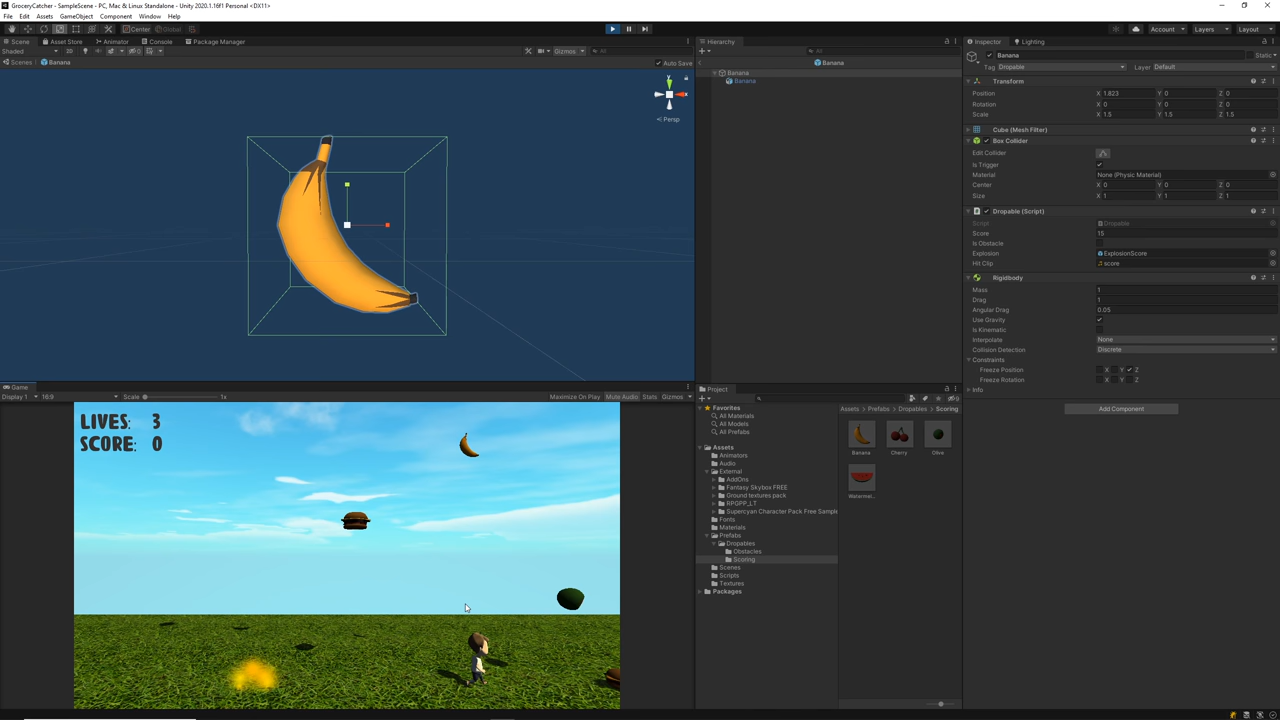 GroceryCatcher - SampleScene - PC, Mac & Linux Standalone - Unity 2020.1.16f1 Personal <DX11>
File Edit Assets GameObject Component Window Help
Center Global
Account Layers Layout
Scene Asset Store Animator Console Package Manager
Shaded 2D Gizmos All
Scenes Banana Auto Save
y
x
Persp
Game
Display 1 16:9 Scale 1x Maximize On Play Mute Audio Stats Gizmos
LIVES: 3
SCORE: 0
Hierarchy
All
Banana
Banana
Banana
Project
Favorites
All Materials
All Models
All Prefabs
Assets
Animators
Audio
External
AddOns
Fantasy Skybox FREE
Ground textures pack
RPGPP_LT
Supercyan Character Pack Free Sample
Fonts
Materials
Prefabs
Dropables
Obstacles
Scoring
Scenes
Scripts
Textures
Packages
Assets Prefabs Dropables Scoring
Banana Cherry Olive
Watermel...
Inspector Lighting
Banana Static
Tag Dropable Layer Default
Transform
Position X 1.823 Y 0 Z 0
Rotation X 0 Y 0 Z 0
Scale X 1.5 Y 1.5 Z 1.5
Cube (Mesh Filter)
Box Collider
Edit Collider
Is Trigger
Material None (Physic Material)
Center X 0 Y 0 Z 0
Size X 1 Y 1 Z 1
Dropable (Script)
Script Dropable
Score 15
Is Obstacle
Explosion ExplosionScore
Hit Clip score
Rigidbody
Mass 1
Drag 1
Angular Drag 0.05
Use Gravity
Is Kinematic
Interpolate None
Collision Detection Discrete
Constraints
Freeze Position X Y Z
Freeze Rotation X Y Z
Info
Add Component